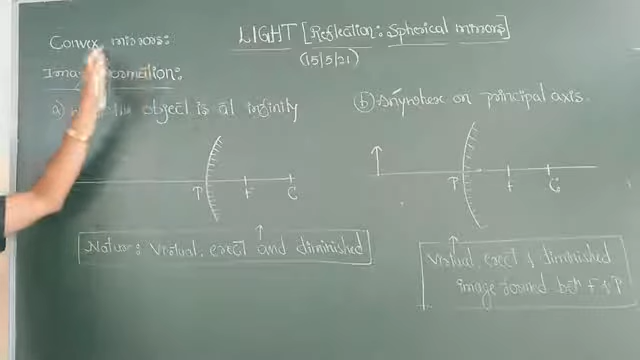 LIGHT [Reflection: Spherical mirrors]
(15/5/21)
Convex mirrors:
Image formation:
a) object is at infinity
P F C
Nature: Virtual, erect and diminished
(b) Anywhere on principal axis.
P F C
Virtual, erect & diminished
image formed bet F & P